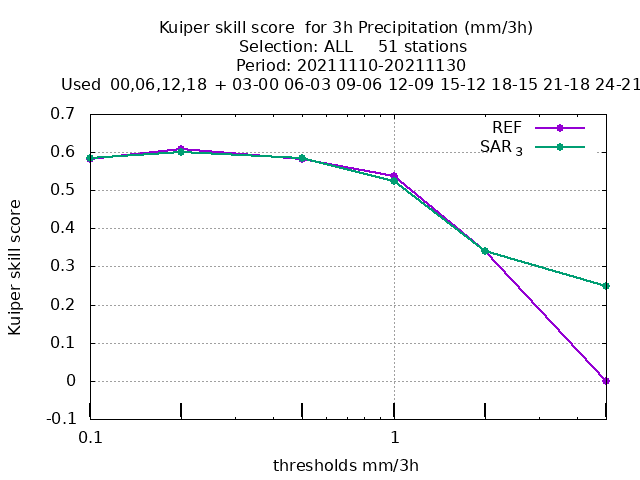 Kuiper skill score  for 3h Precipitation (mm/3h)
Selection: ALL     51 stations
Period: 20211110-20211130
Used  00,06,12,18  + 03-00 06-03 09-06 12-09 15-12 18-15 21-18 24-21
REF
SAR 3
0.7
0.6
0.5
0.4
0.3
0.2
0.1
0
-0.1
Kuiper skill score
0.1
1
thresholds mm/3h